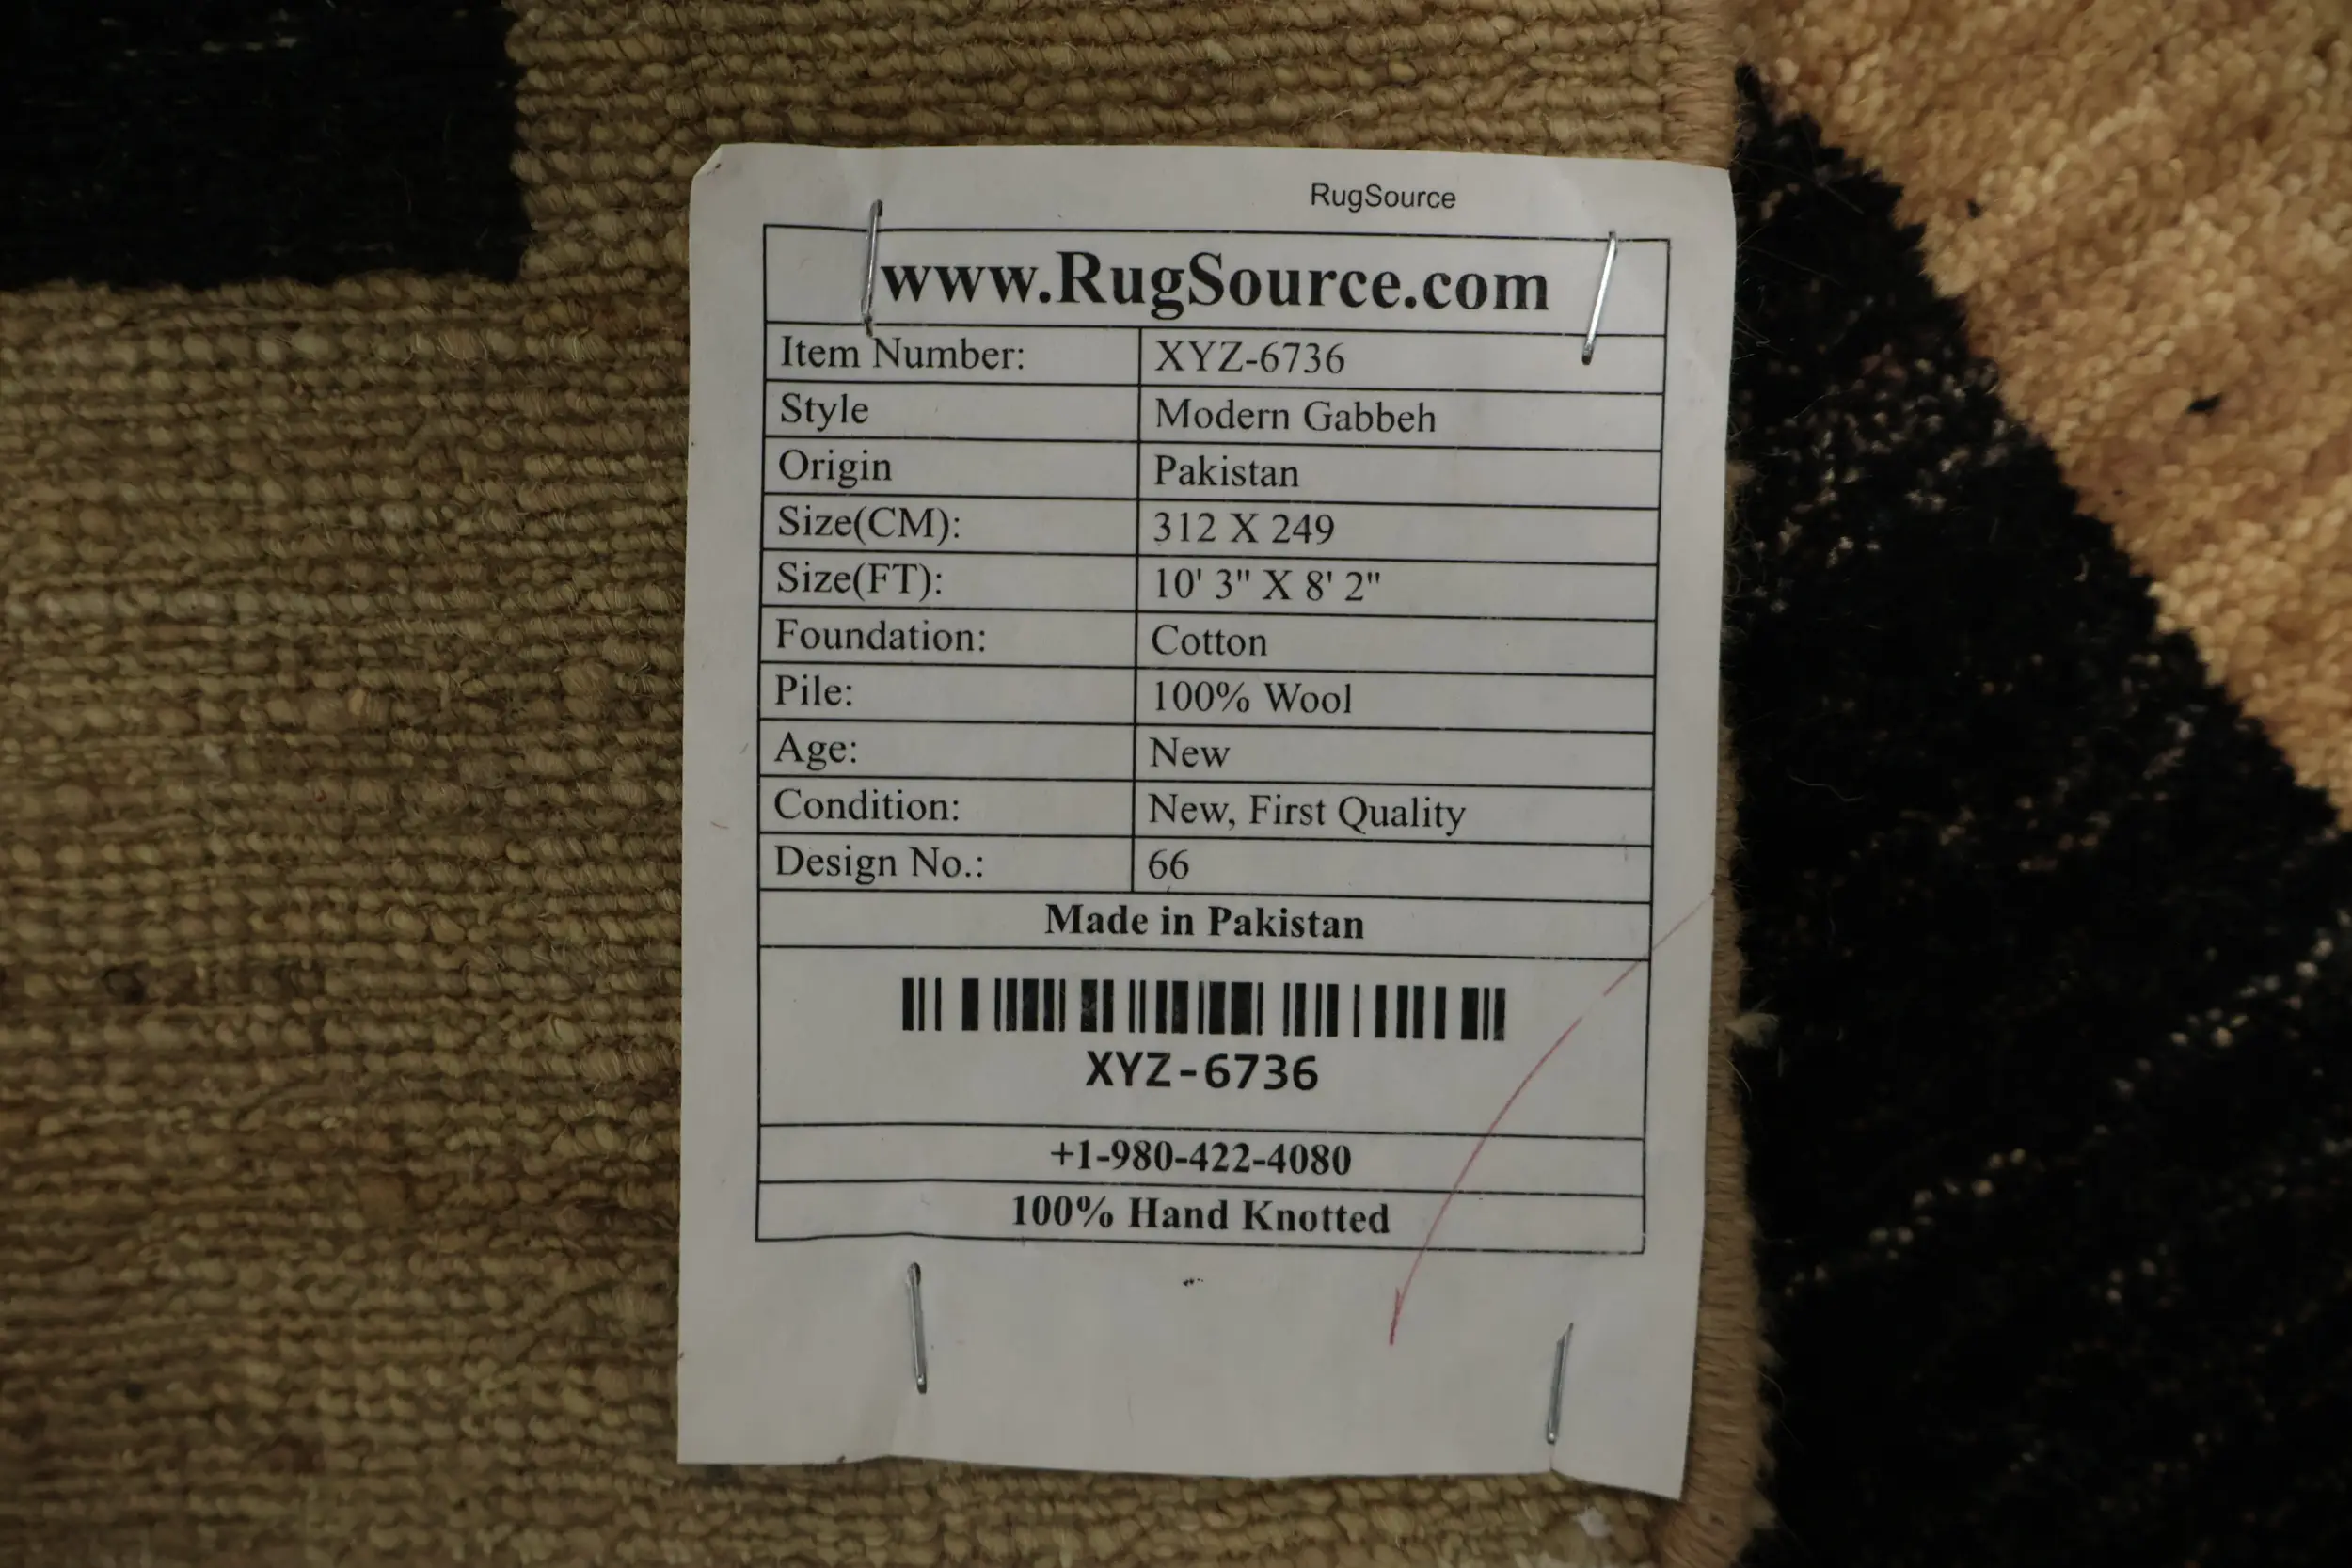 RugSource
www.RugSource.com
Item Number: XYZ-6736
Style Modern Gabbeh
Origin Pakistan
Size(CM): 312 X 249
Size(FT): 10' 3" X 8' 2"
Foundation: Cotton
Pile: 100% Wool
Age: New
Condition: New, First Quality
Design No.: 66
Made in Pakistan
XYZ-6736
+1-980-422-4080
100% Hand Knotted